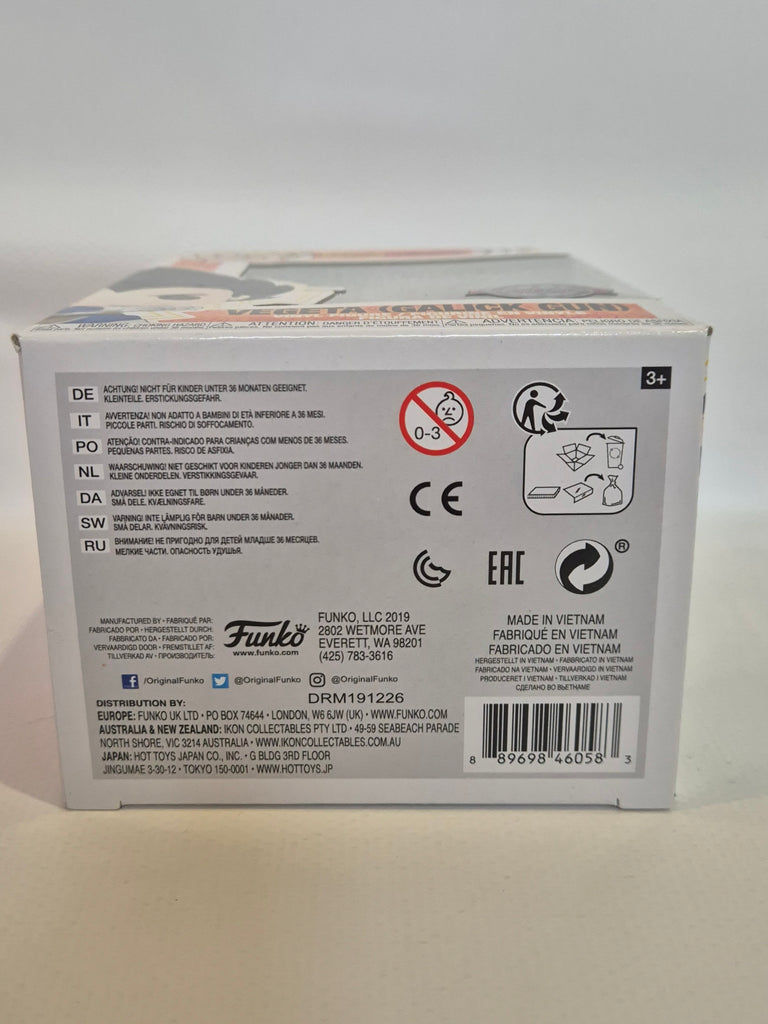 VEGETA (GALICK GUN)
WARNING: CHOKING HAZARD
ATTENTION: DANGER D'ÉTOUFFEMENT
ADVERTENCIA: PELIGRO DE ASFIXIA
3+
DE ACHTUNG! NICHT FÜR KINDER UNTER 36 MONATEN GEEIGNET.
KLEINTEILE. ERSTICKUNGSGEFAHR.
IT AVVERTENZA! NON ADATTO A BAMBINI DI ETÀ INFERIORE A 36 MESI.
PICCOLE PARTI. RISCHIO DI SOFFOCAMENTO.
PO ATENÇÃO! CONTRA-INDICADO PARA CRIANÇAS COM MENOS DE 36 MESES.
PEQUENAS PARTES. RISCO DE ASFIXIA.
NL WAARSCHUWING! NIET GESCHIKT VOOR KINDEREN JONGER DAN 36 MAANDEN.
KLEINE ONDERDELEN. VERSTIKKINGSGEVAAR.
DA ADVARSEL! IKKE EGNET TIL BØRN UNDER 36 MÅNEDER.
SMÅ DELE. KVÆLNINGSFARE.
SW VARNING! INTE LÄMPLIG FÖR BARN UNDER 36 MÅNADER.
SMÅ DELAR. KVÄVNINGSRISK.
RU ВНИМАНИЕ! НЕ ПРИГОДНО ДЛЯ ДЕТЕЙ МЛАДШЕ 36 МЕСЯЦЕВ.
МЕЛКИЕ ЧАСТИ. ОПАСНОСТЬ УДУШЬЯ.
0-3
CE
EAC
®
MANUFACTURED BY • FABRIQUÉ PAR:
FABRICADO POR • HERGESTELLT DURCH:
FABBRICATO DA • FABRICADO POR:
VERVAARDIGD DOOR • FREMSTILLET AF:
TILLVERKAD AV • ПРОИЗВОДИТЕЛЬ:
Funko
www.funko.com
FUNKO, LLC 2019
2802 WETMORE AVE
EVERETT, WA 98201
(425) 783-3616
MADE IN VIETNAM
FABRIQUÉ EN VIETNAM
FABRICADO EN VIETNAM
HERGESTELLT IN VIETNAM • FABBRICATO IN VIETNAM
FABRICADO NA VIETNAM • VERVAARDIGD IN VIETNAM
PRODUCERET I VIETNAM • TILLVERKAD I VIETNAM
СДЕЛАНО ВО ВЬЕТНАМЕ
/OriginalFunko @OriginalFunko @OriginalFunko
DRM191226
DISTRIBUTION BY:
EUROPE: FUNKO UK LTD • PO BOX 74644 • LONDON, W6 6JW (UK) • WWW.FUNKO.COM
AUSTRALIA & NEW ZEALAND: IKON COLLECTABLES PTY LTD • 49-59 SEABEACH PARADE
NORTH SHORE, VIC 3214 AUSTRALIA • WWW.IKONCOLLECTABLES.COM.AU
JAPAN: HOT TOYS JAPAN CO., INC. • G BLDG 3RD FLOOR
JINGUMAE 3-30-12 • TOKYO 150-0001 • WWW.HOTTOYS.JP
8 89698 46058 3